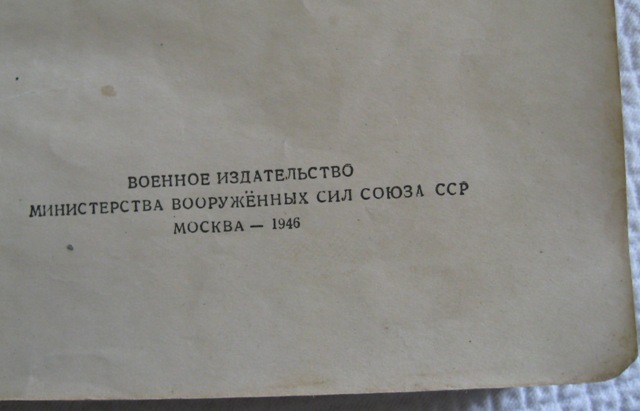 ВОЕННОЕ ИЗДАТЕЛЬСТВО
МИНИСТЕРСТВА ВООРУЖЁННЫХ СИЛ СОЮЗА ССР
МОСКВА — 1946